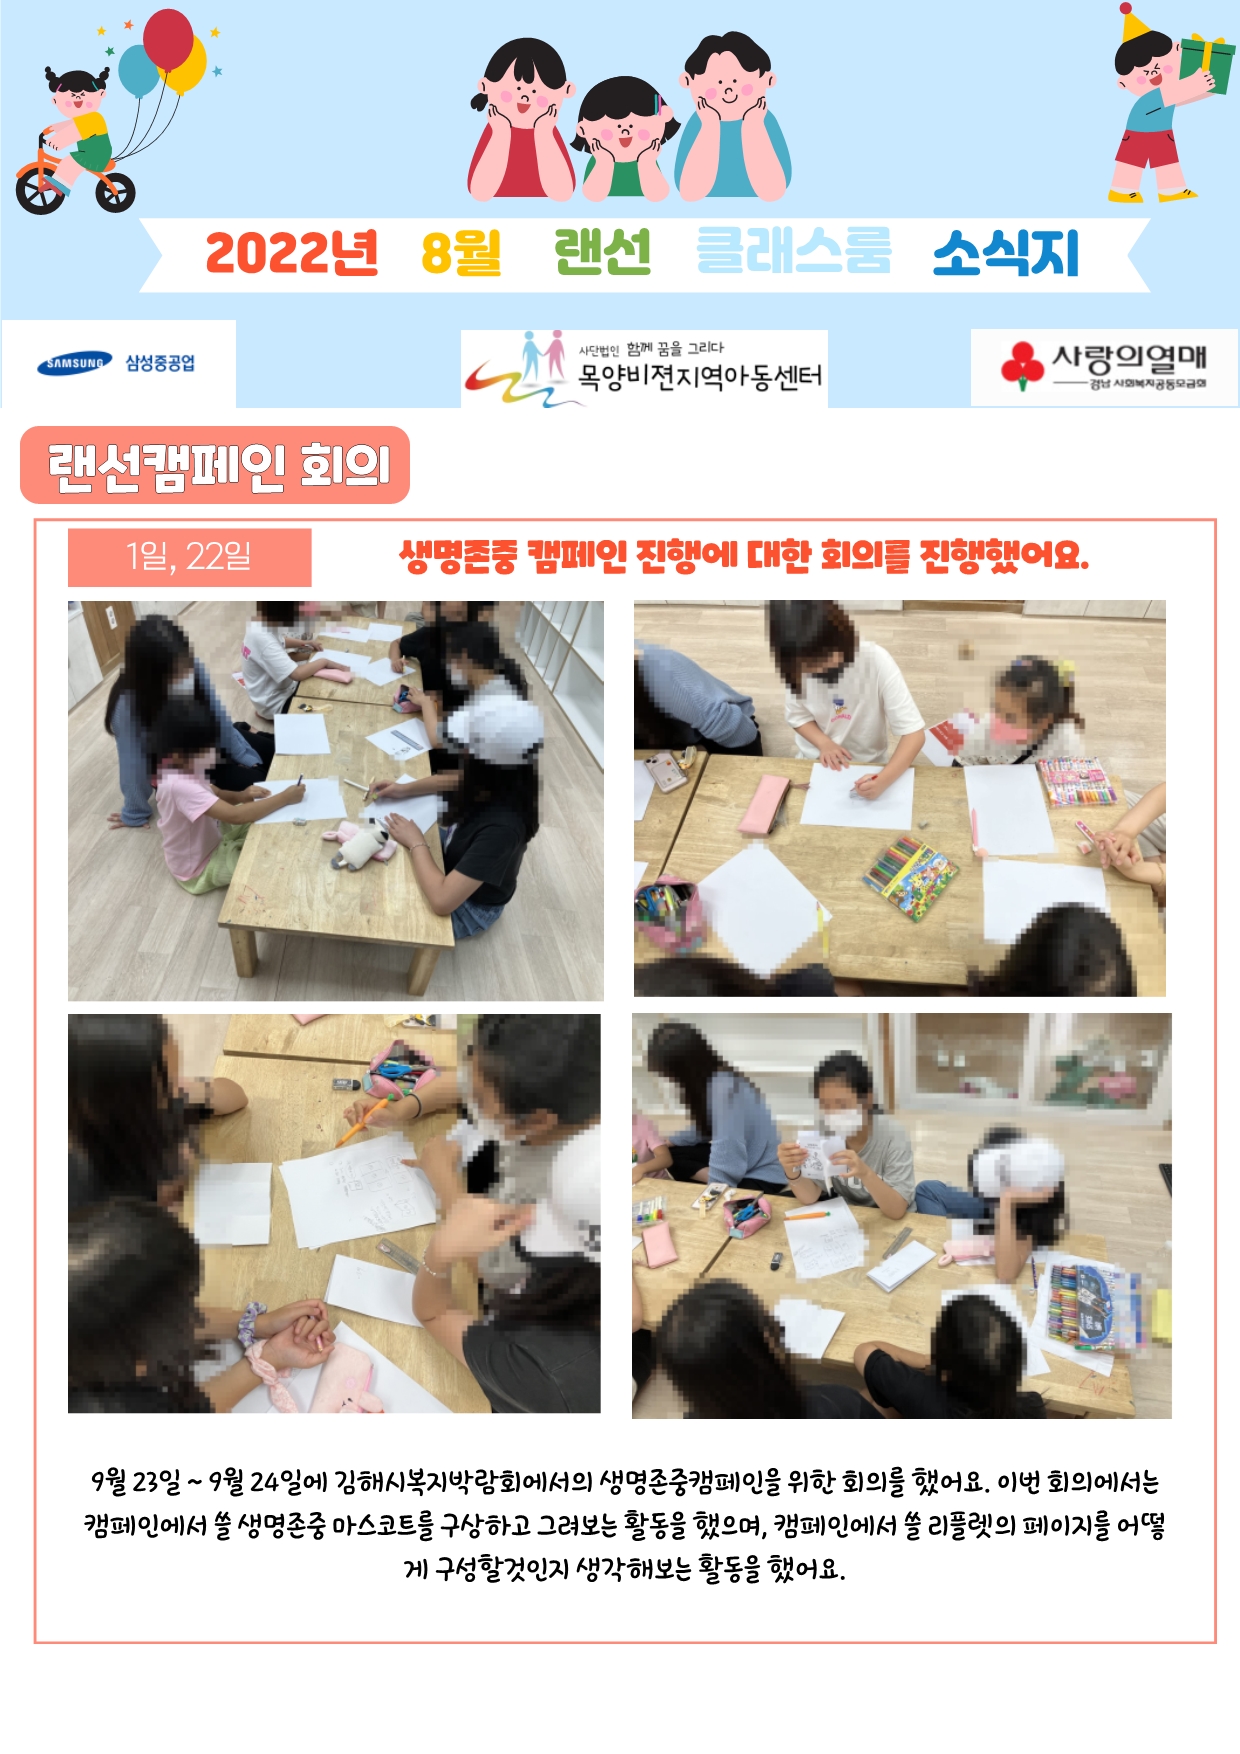 2022년 8월 랜선 클래스룸 소식지
SAMSUNG 삼성중공업
사단법인 함께 꿈을 그리다
목양비젼지역아동센터
사랑의열매
경남 사회복지공동모금회
랜선캠페인 회의
1일, 22일
생명존중 캠페인 진행에 대한 회의를 진행했어요.
9월 23일 ~ 9월 24일에 김해시복지박람회에서의 생명존중캠페인을 위한 회의를 했어요. 이번 회의에서는
캠페인에서 쓸 생명존중 마스코트를 구상하고 그려보는 활동을 했으며, 캠페인에서 쓸 리플렛의 페이지를 어떻
게 구성할것인지 생각해보는 활동을 했어요.